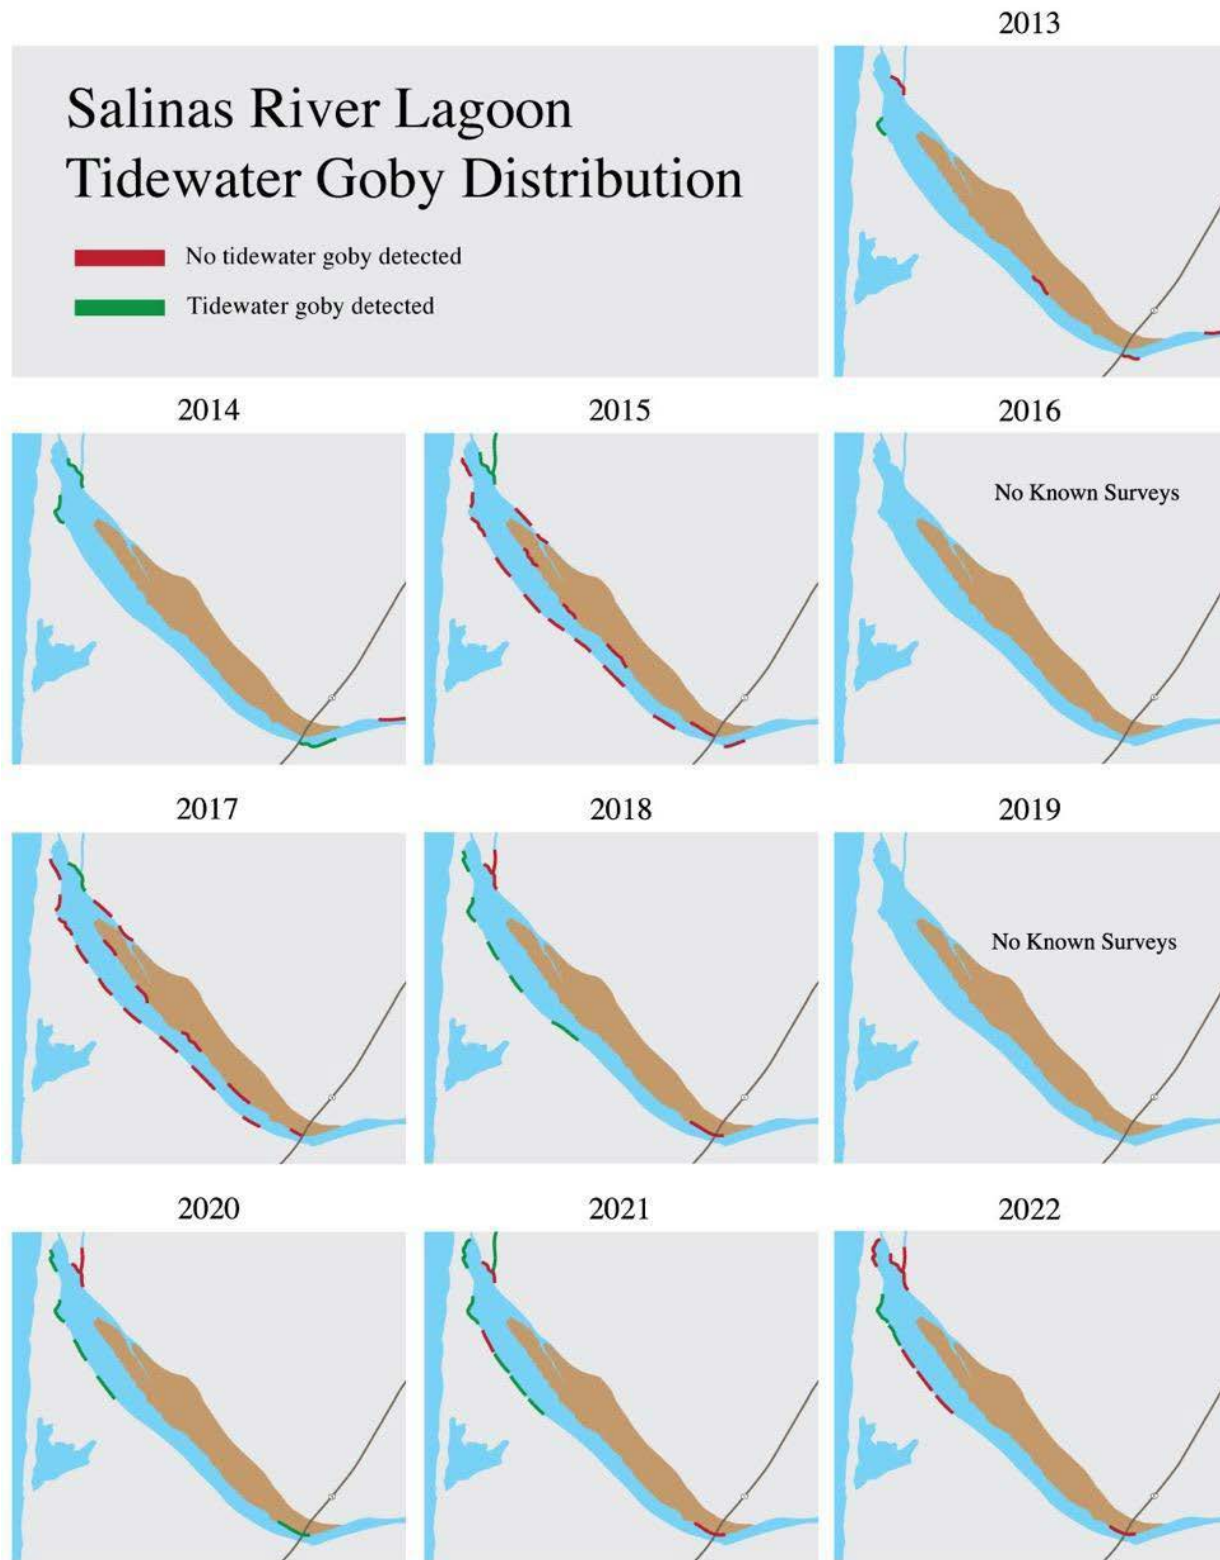 2013
Salinas River Lagoon
Tidewater Goby Distribution
No tidewater goby detected
Tidewater goby detected
2014
2015
2016
No Known Surveys
2017
2018
2019
No Known Surveys
2020
2021
2022